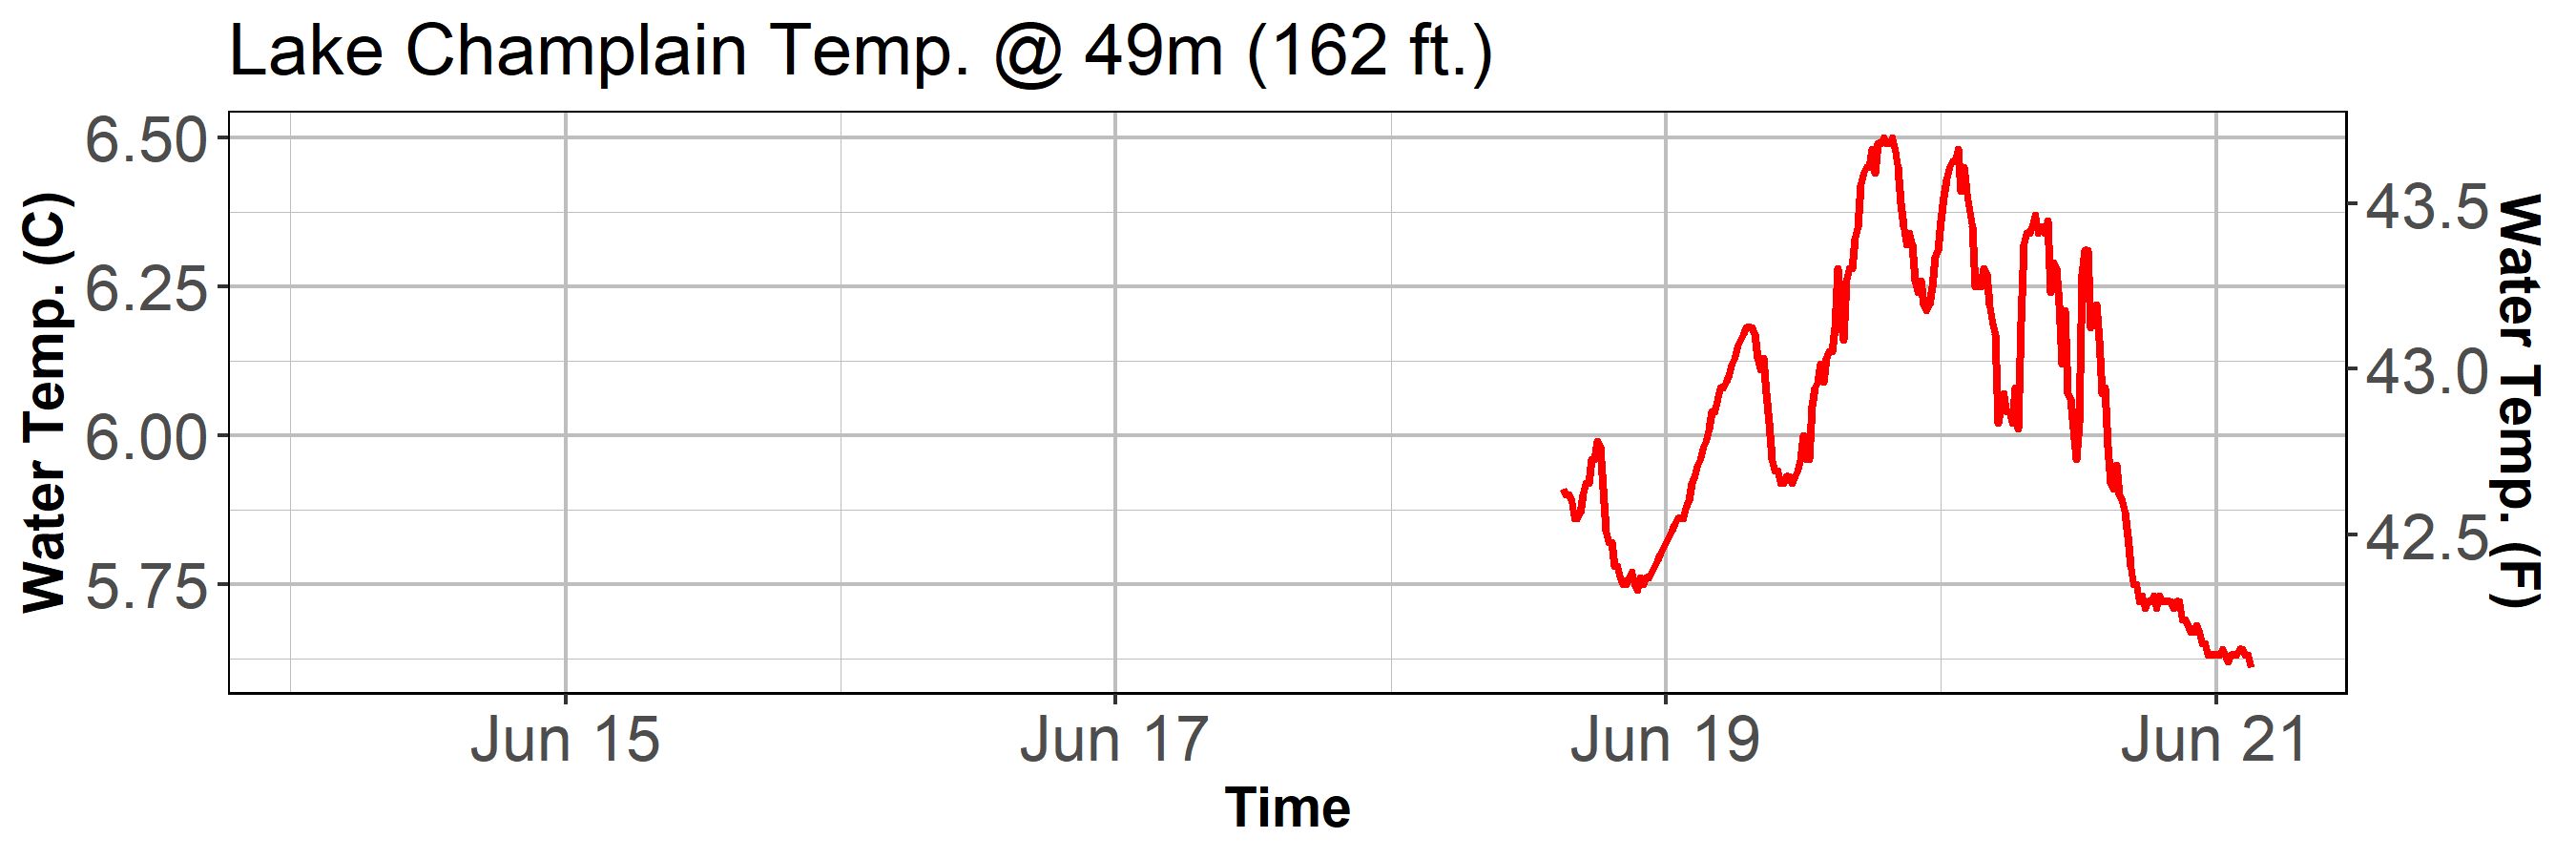 Lake Champlain Temp. @ 49m (162 ft.)
Water Temp. (C)
6.50
6.25
6.00
5.75
43.5
43.0
42.5
Water Temp. (F)
Jun 15
Jun 17
Jun 19
Jun 21
Time